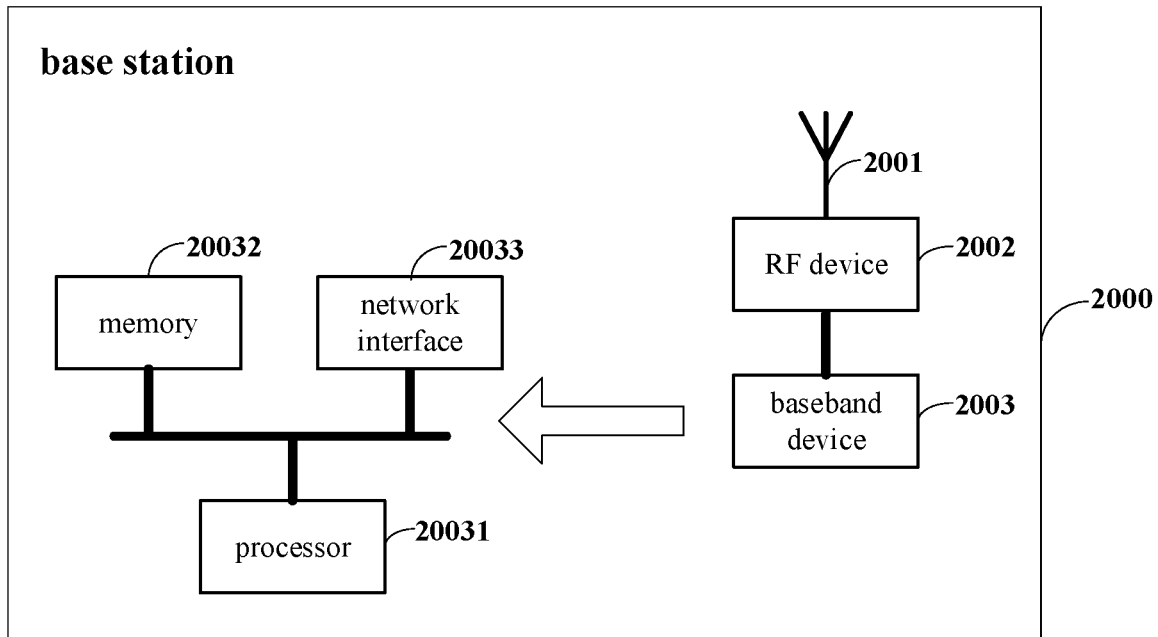 base station
2001
20032
20033
RF device
2002
memory
network
interface
2000
baseband
device
2003
processor
20031